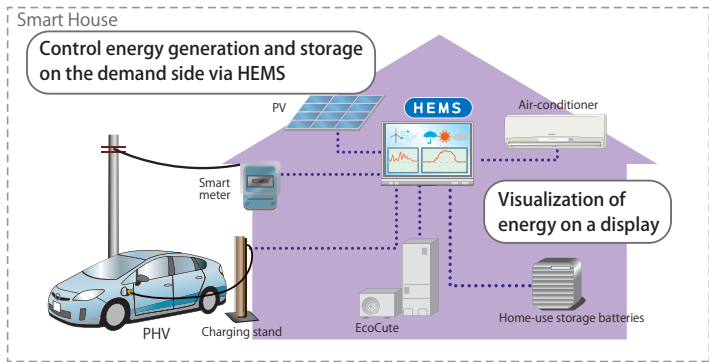 Smart House
Control energy generation and storage
on the demand side via HEMS
PV
HEMS
Air-conditioner
Smart
meter
Visualization of
energy on a display
PHV
Charging stand
EcoCute
Home-use storage batteries